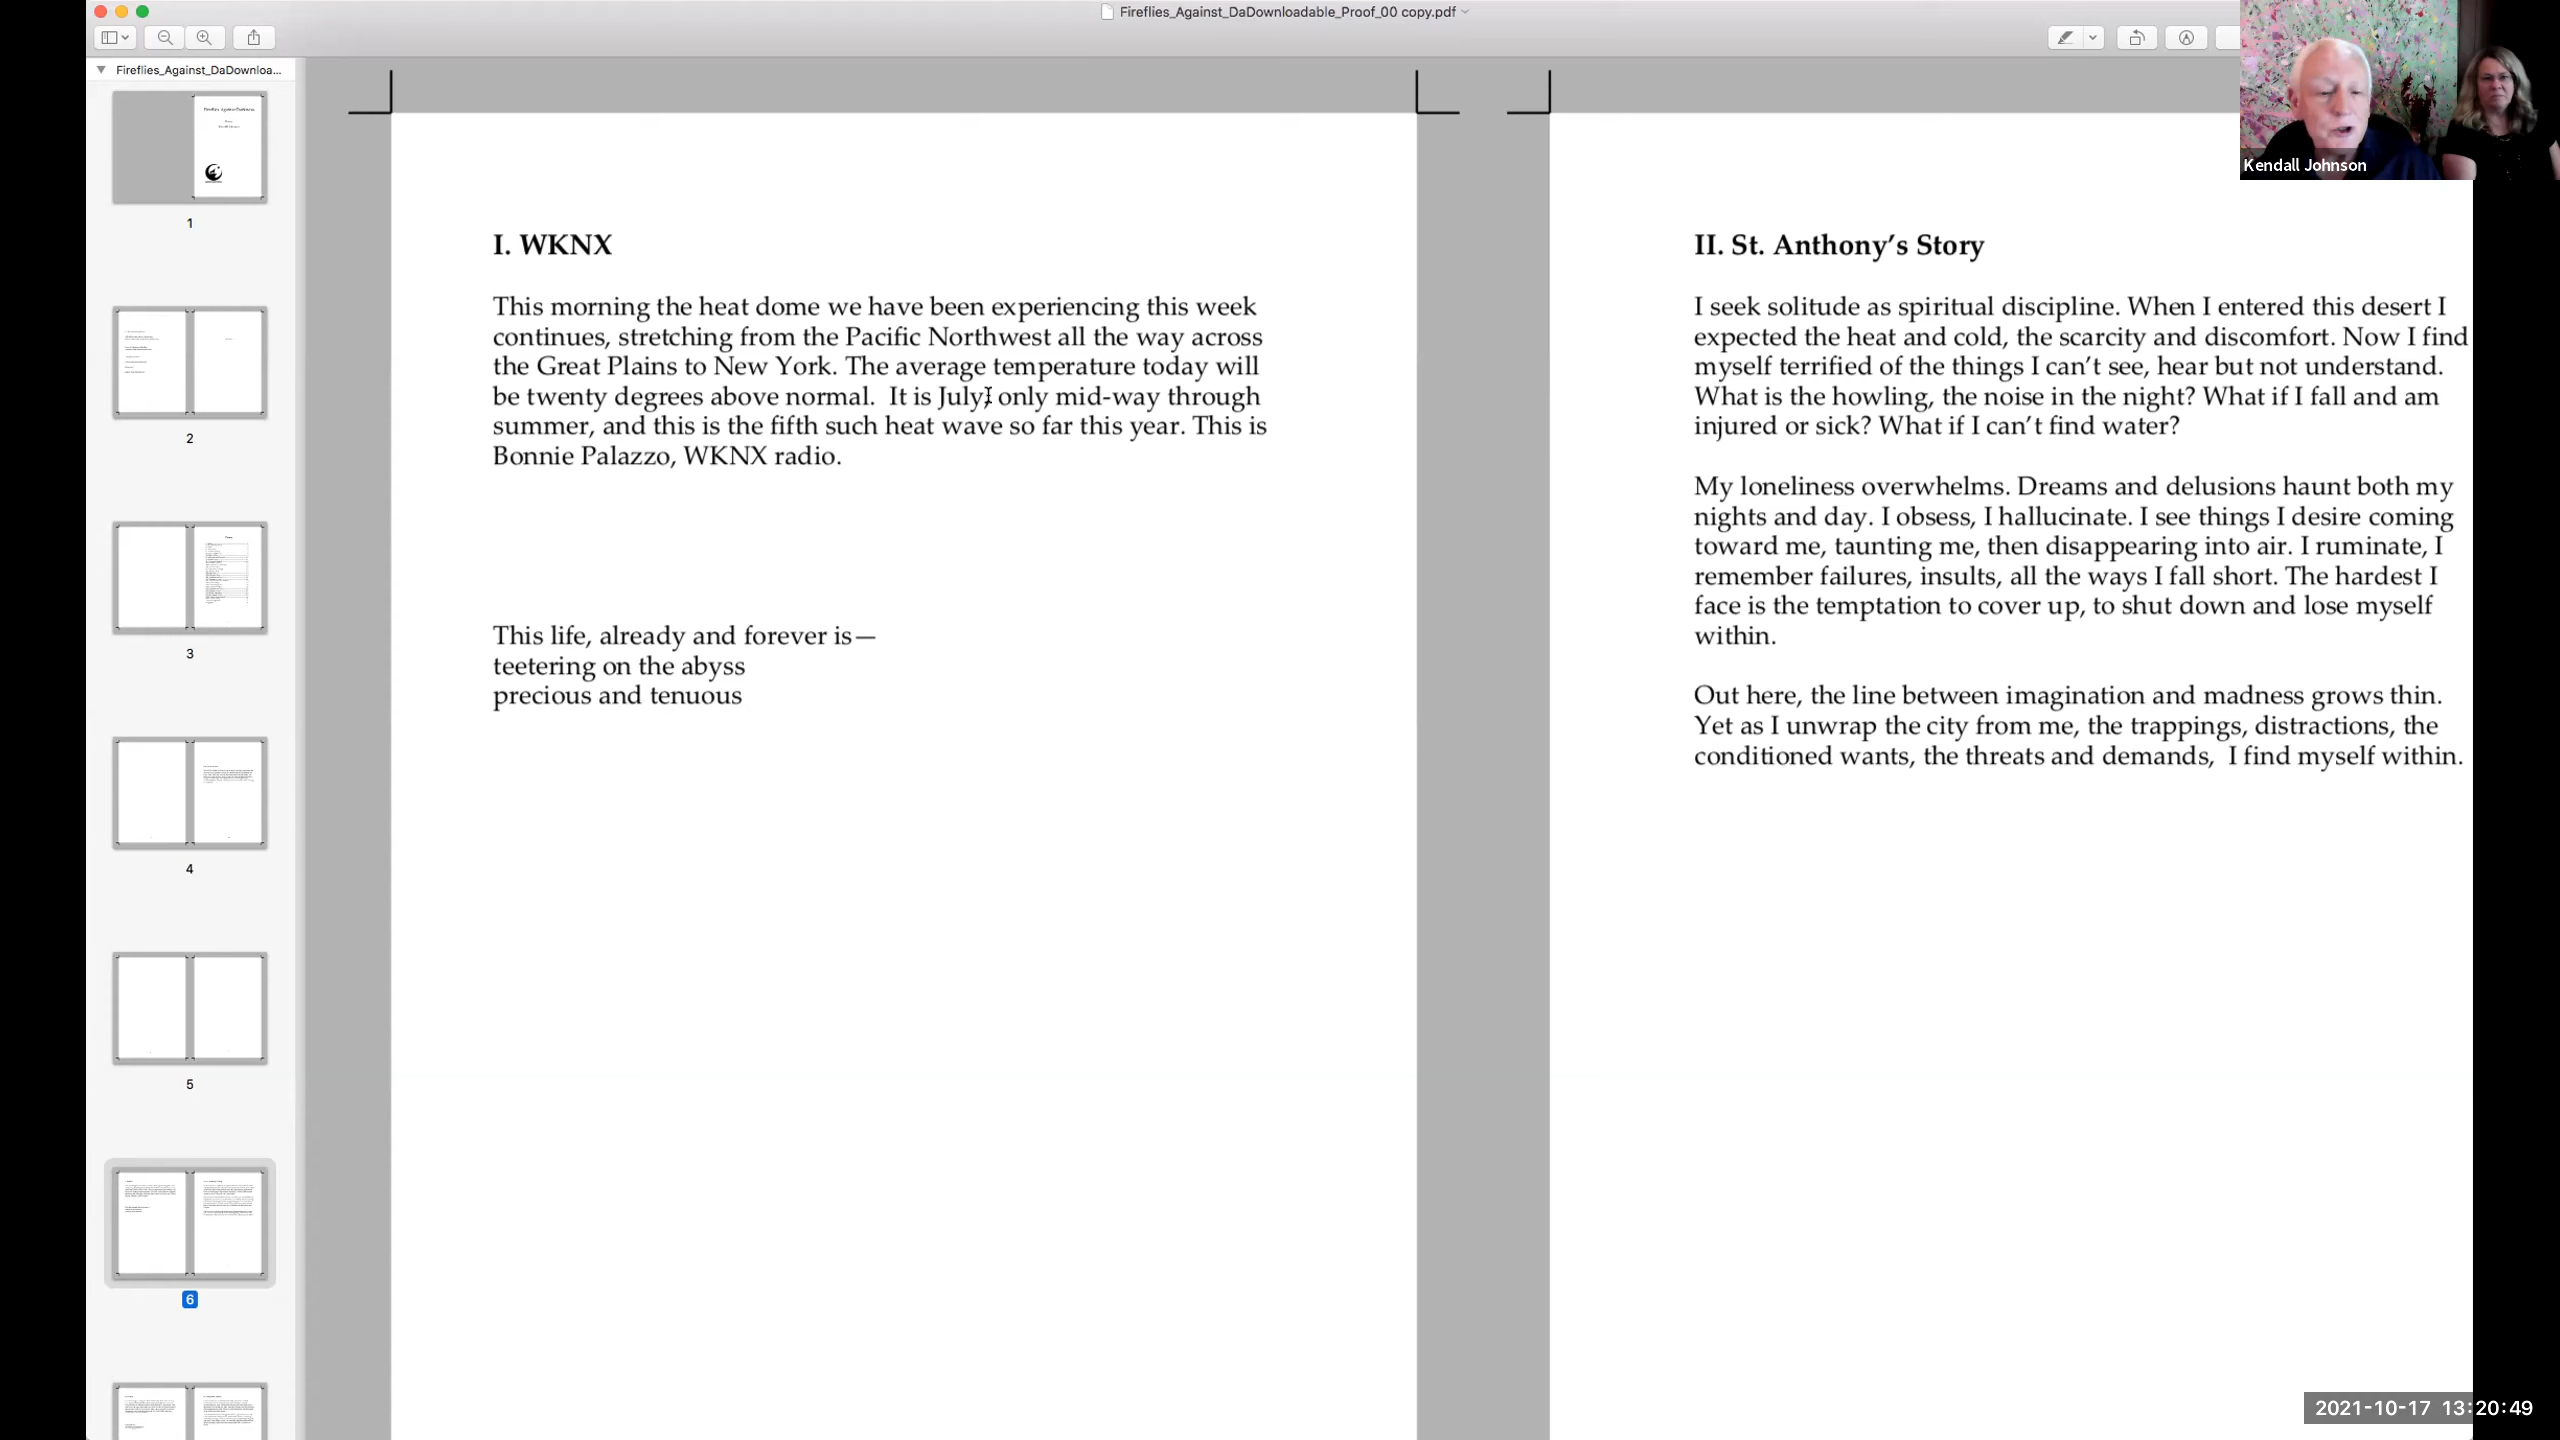 Fireflies_Against_DaDownloadable_Proof_00 copy.pdf
Fireflies_Against_DaDownloa...
1
2
3
4
5
6
I. WKNX
This morning the heat dome we have been experiencing this week
continues, stretching from the Pacific Northwest all the way across
the Great Plains to New York. The average temperature today will
be twenty degrees above normal.  It is July, only mid-way through
summer, and this is the fifth such heat wave so far this year. This is
Bonnie Palazzo, WKNX radio.
This life, already and forever is—
teetering on the abyss
precious and tenuous
II. St. Anthony’s Story
I seek solitude as spiritual discipline. When I entered this desert I
expected the heat and cold, the scarcity and discomfort. Now I find
myself terrified of the things I can’t see, hear but not understand.
What is the howling, the noise in the night? What if I fall and am
injured or sick? What if I can’t find water?
My loneliness overwhelms. Dreams and delusions haunt both my
nights and day. I obsess, I hallucinate. I see things I desire coming
toward me, taunting me, then disappearing into air. I ruminate, I
remember failures, insults, all the ways I fall short. The hardest I
face is the temptation to cover up, to shut down and lose myself
within.
Out here, the line between imagination and madness grows thin.
Yet as I unwrap the city from me, the trappings, distractions, the
conditioned wants, the threats and demands,  I find myself within.
Kendall Johnson
2021-10-17 13:20:49